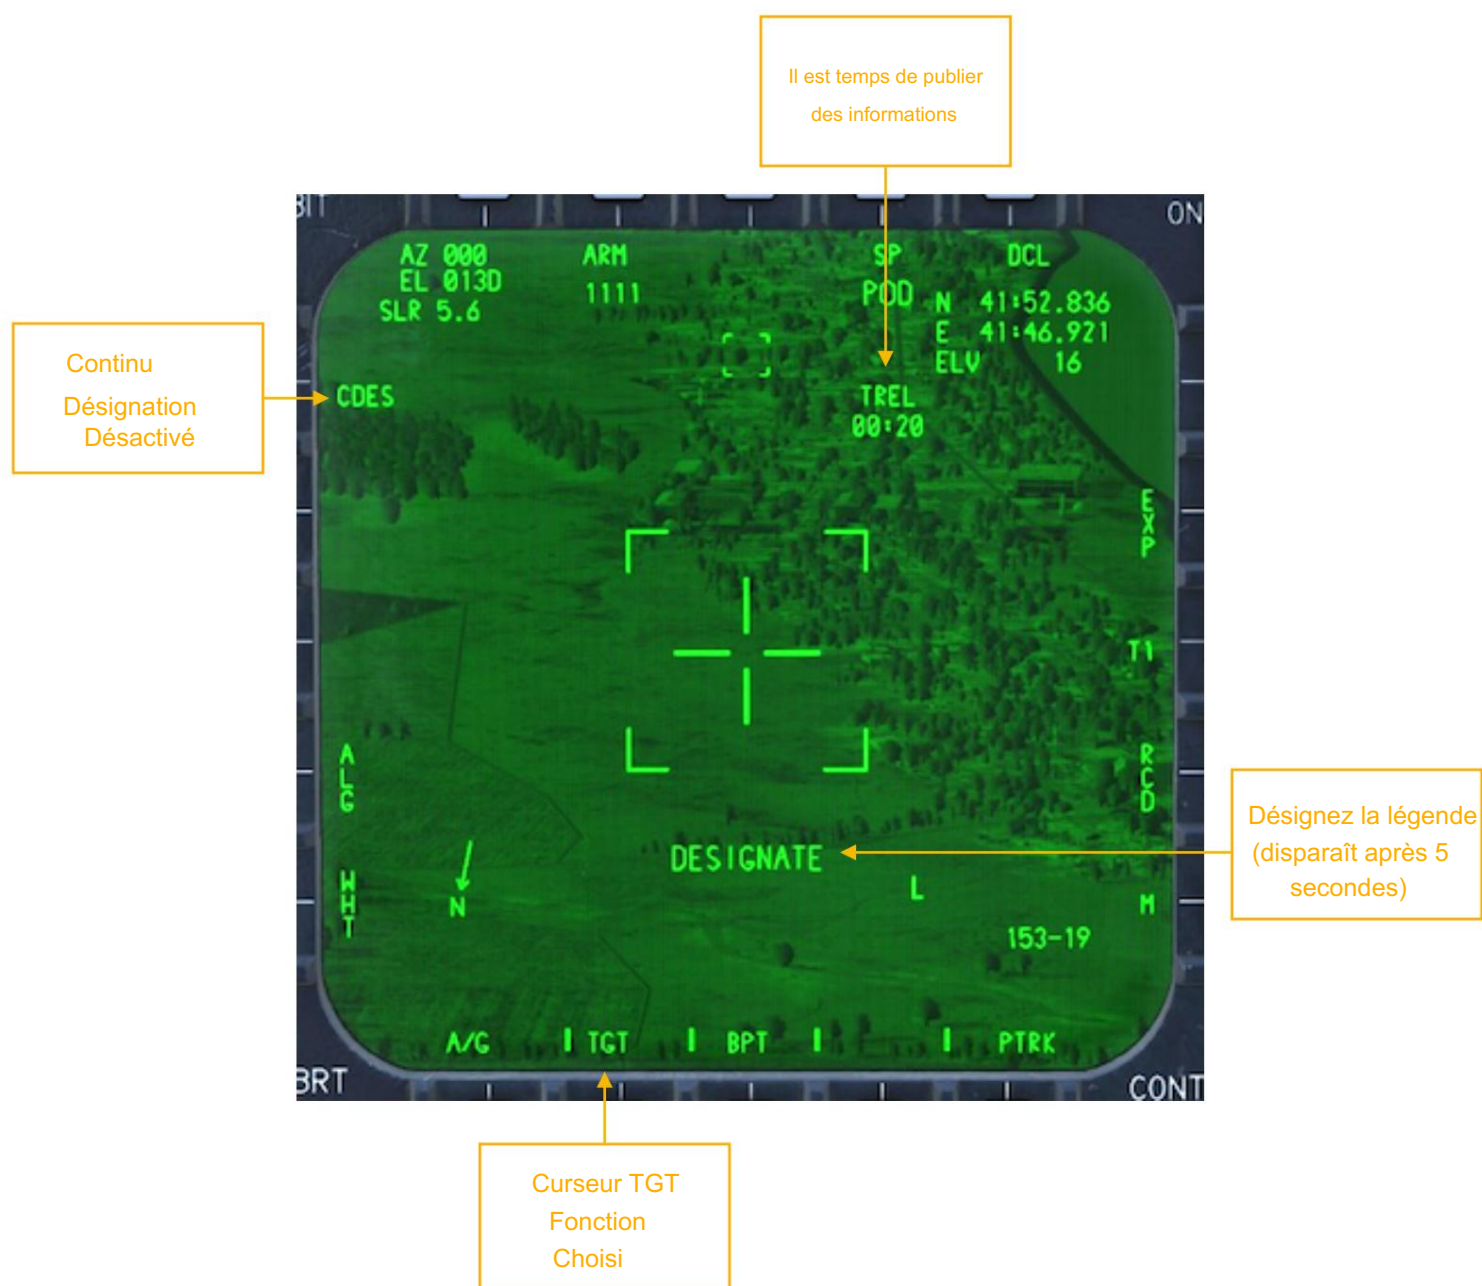 Il est temps de publier
des informations
ON
AZ 000
ARM
SP
DCL
EL 013D
1111
POD
SLR 5.6
N 41:52.836
E 41:46.921
ELV 16
Continu
Désignation
Désactivé
CDES
TREL
00:20
EXP
T1
ALG
RCD
Désignez la légende
(disparaît après 5
secondes)
DESIGNATE
WHT
N
L
M
153-19
A/G
TGT
BPT
PTRK
BRT
CONT
Curseur TGT
Fonction
Choisi